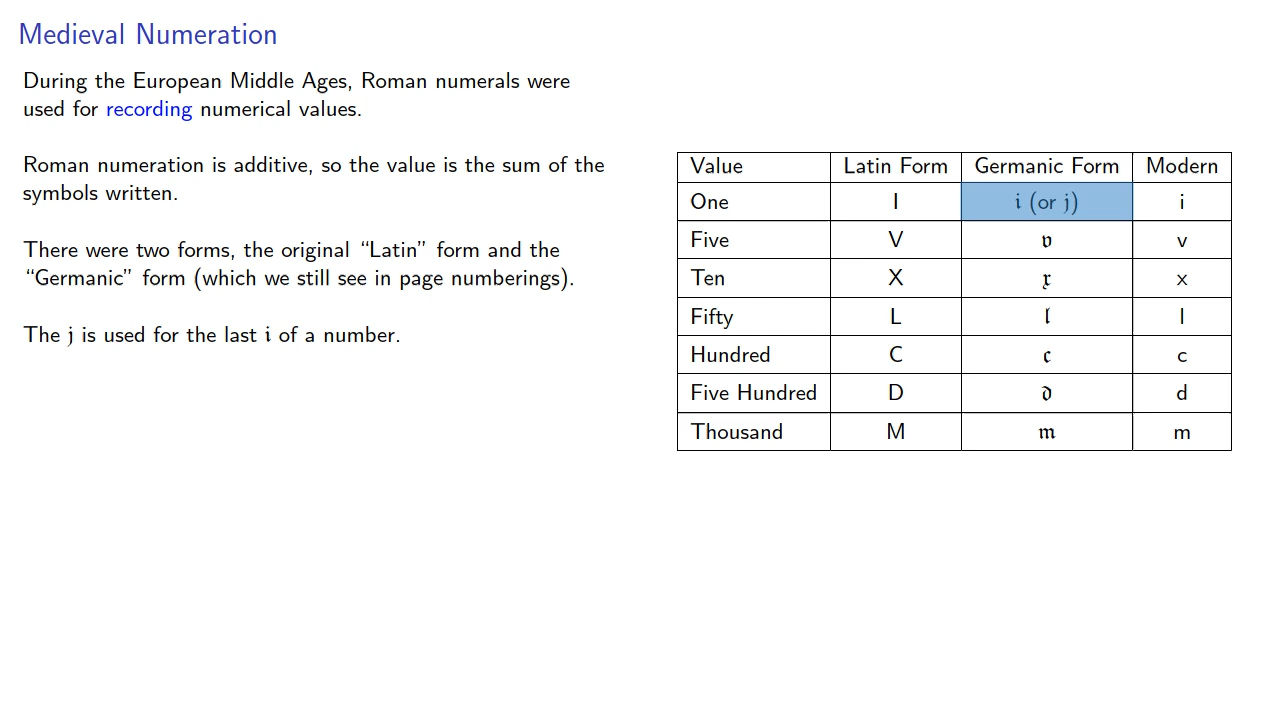 Medieval Numeration
During the European Middle Ages, Roman numerals were
used for recording numerical values.
Roman numeration is additive, so the value is the sum of the
symbols written.
There were two forms, the original “Latin” form and the
“Germanic” form (which we still see in page numberings).
The 𝔧 is used for the last 𝔦 of a number.
Value Latin Form Germanic Form Modern
One I 𝔦 (or 𝔧) i
Five V 𝔳 v
Ten X 𝔵 x
Fifty L 𝔩 l
Hundred C 𝔠 c
Five Hundred D 𝔡 d
Thousand M 𝔪 m